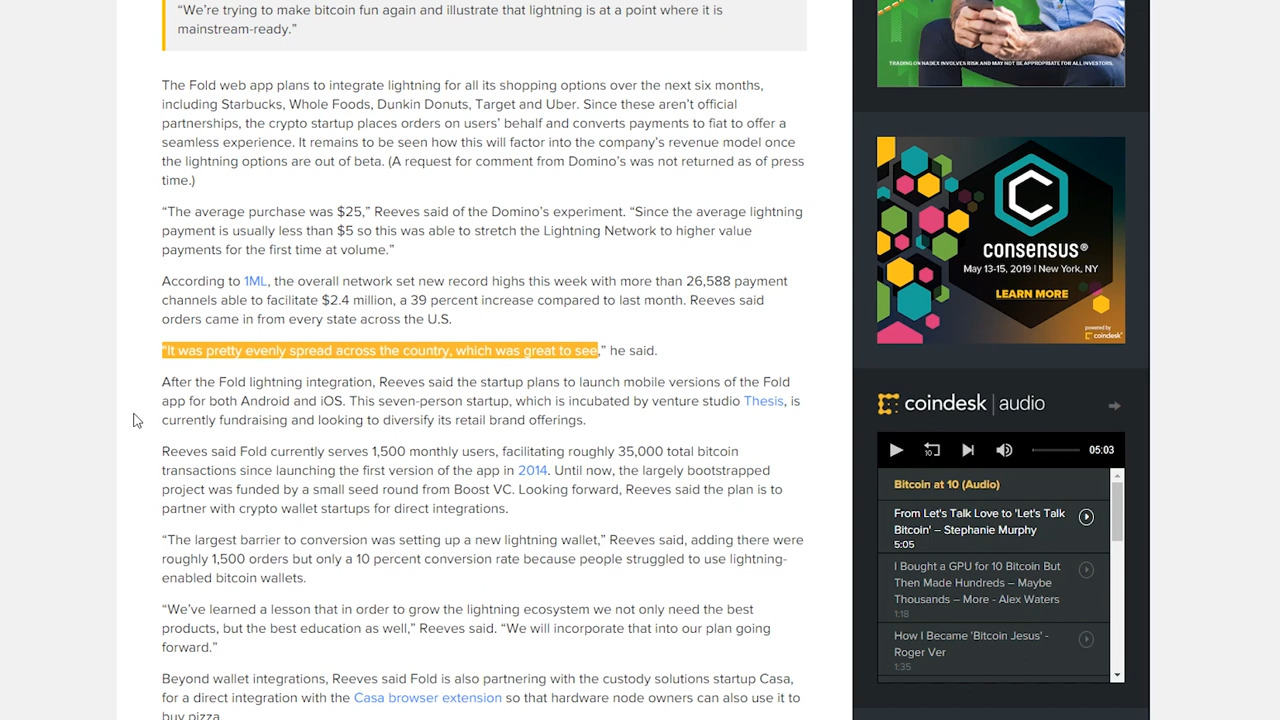 “We’re trying to make bitcoin fun again and illustrate that lightning is at a point where it is
mainstream-ready.”
The Fold web app plans to integrate lightning for all its shopping options over the next six months,
including Starbucks, Whole Foods, Dunkin Donuts, Target and Uber. Since these aren’t official
partnerships, the crypto startup places orders on users’ behalf and converts payments to fiat to offer a
seamless experience. It remains to be seen how this will factor into the company’s revenue model once
the lightning options are out of beta. (A request for comment from Domino’s was not returned as of press
time.)
“The average purchase was $25,” Reeves said of the Domino’s experiment. “Since the average lightning
payment is usually less than $5 so this was able to stretch the Lightning Network to higher value
payments for the first time at volume.”
According to 1ML, the overall network set new record highs this week with more than 26,588 payment
channels able to facilitate $2.4 million, a 39 percent increase compared to last month. Reeves said
orders came in from every state across the U.S.
“It was pretty evenly spread across the country, which was great to see,” he said.
After the Fold lightning integration, Reeves said the startup plans to launch mobile versions of the Fold
app for both Android and iOS. This seven-person startup, which is incubated by venture studio Thesis, is
currently fundraising and looking to diversify its retail brand offerings.
Reeves said Fold currently serves 1,500 monthly users, facilitating roughly 35,000 total bitcoin
transactions since launching the first version of the app in 2014. Until now, the largely bootstrapped
project was funded by a small seed round from Boost VC. Looking forward, Reeves said the plan is to
partner with crypto wallet startups for direct integrations.
“The largest barrier to conversion was setting up a new lightning wallet,” Reeves said, adding there were
roughly 1,500 orders but only a 10 percent conversion rate because people struggled to use lightning-
enabled bitcoin wallets.
“We’ve learned a lesson that in order to grow the lightning ecosystem we not only need the best
products, but the best education as well,” Reeves said. “We will incorporate that into our plan going
forward.”
Beyond wallet integrations, Reeves said Fold is also partnering with the custody solutions startup Casa,
for a direct integration with the Casa browser extension so that hardware node owners can also use it to
buy pizza.
TRADING ON NADEX INVOLVES RISK AND MAY NOT BE APPROPRIATE FOR ALL INVESTORS.
consensus®
May 13-15, 2019 | New York, NY
LEARN MORE
powered by
coindesk
coindesk | audio
10
05:03
Bitcoin at 10 (Audio)
From Let's Talk Love to 'Let's Talk
Bitcoin' – Stephanie Murphy
5:05
I Bought a GPU for 10 Bitcoin But
Then Made Hundreds – Maybe
Thousands – More - Alex Waters
1:18
How I Became 'Bitcoin Jesus' -
Roger Ver
1:35